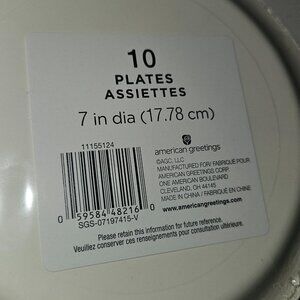 10
PLATES
ASSIETTES
7 in dia (17.78 cm)
11155124
american greetings
©AGC, LLC
MANUFACTURED FOR/ FABRIQUÉ POUR
AMERICAN GREETINGS CORP.
ONE AMERICAN BOULEVARD
CLEVELAND, OH 44145
MADE IN CHINA / FABRIQUÉ EN CHINE
www.americangreetings.com
0 59584 48216 0
SGS-07197415-V
Please retain this information for future reference.
Veuillez conserver ces renseignements pour consultation ultérieure.